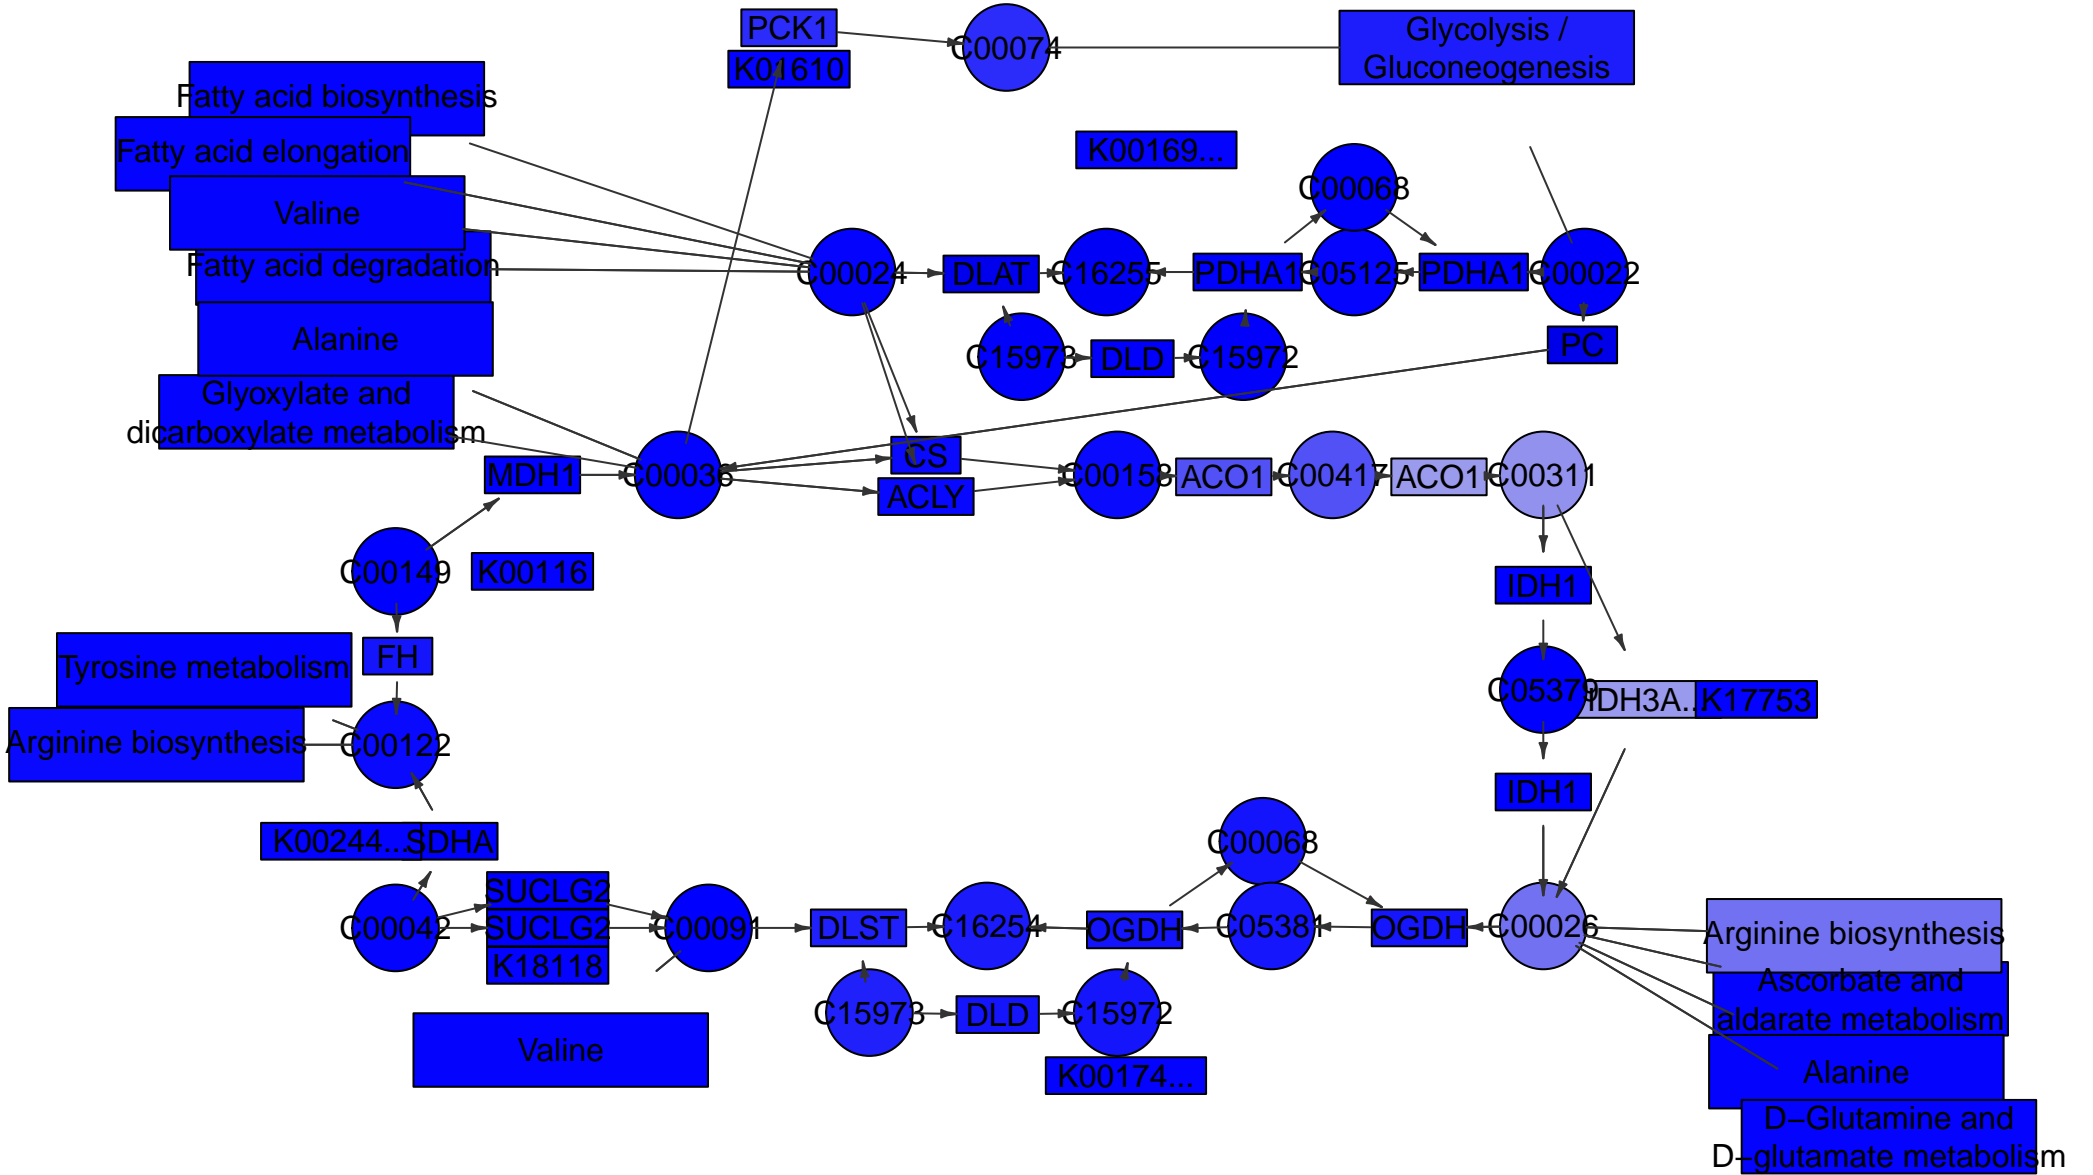 PCK1
C00074
Glycolysis /
Gluconeogenesis
K01610
Fatty acid biosynthesis
Fatty acid elongation
K00169...
C00068
Valine
Fatty acid degradation
C00024
DLAT
C16255
PDHA1
C05125
PDHA1
C00022
Alanine
C15973
DLD
C15972
PC
Glyoxylate and
dicarboxylate metabolism
MDH1
C00036
CS
ACLY
C00158
ACO1
C00417
ACO1
C00311
C00149
K00116
IDH1
FH
Tyrosine metabolism
C05379
IDH3A...
K17753
Arginine biosynthesis
C00122
IDH1
K00244...
SDHA
C00068
SUCLG2
C00042
SUCLG2
C00091
DLST
C16254
OGDH
C05381
OGDH
C00026
Arginine biosynthesis
K18118
Ascorbate and
aldarate metabolism
C15973
DLD
C15972
Valine
K00174...
Alanine
D−Glutamine and
D−glutamate metabolism